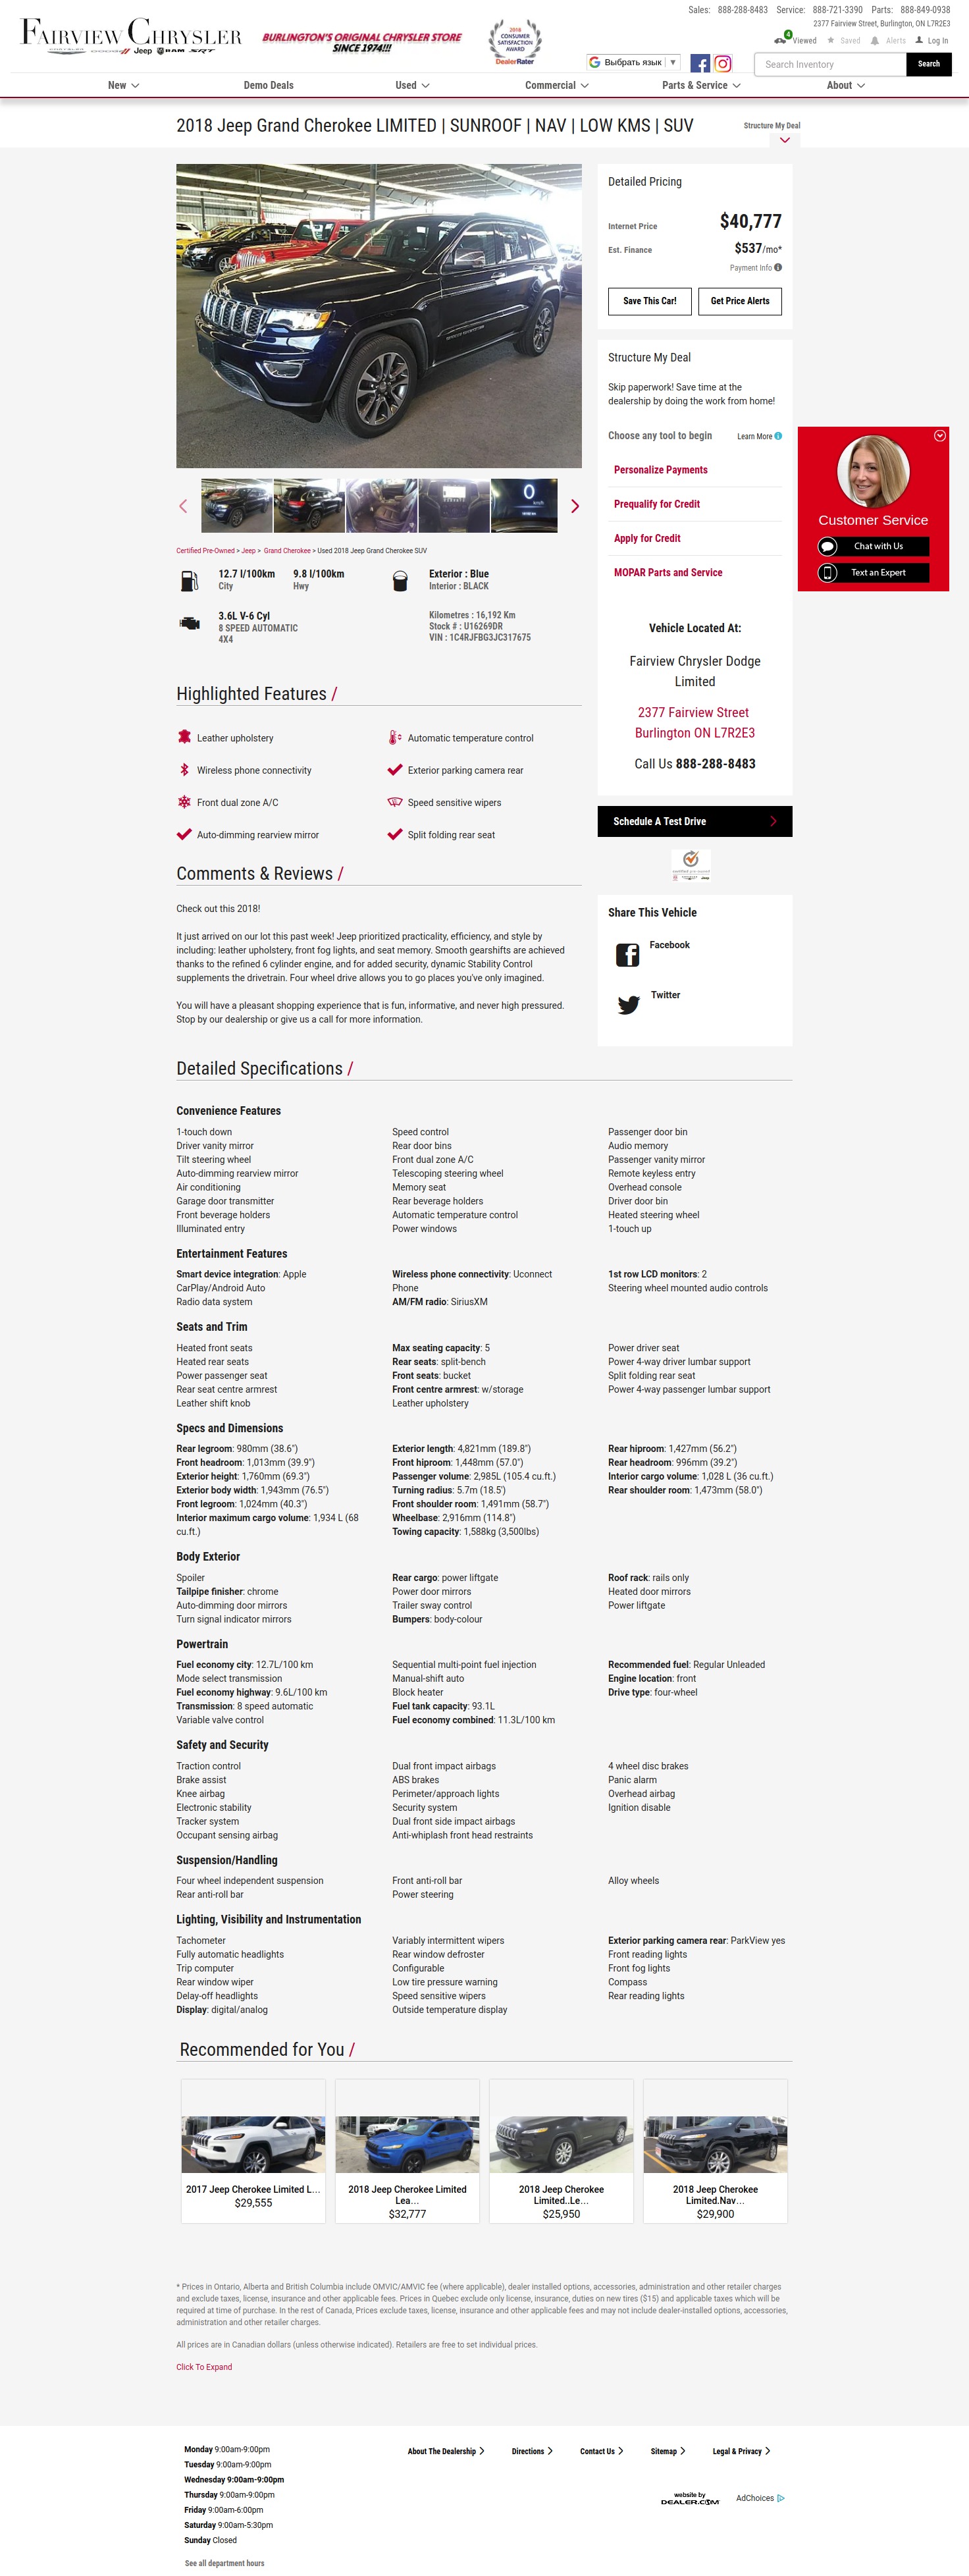 Sales: 888-288-8483 Service: 888-721-3390 Parts: 888-849-0938
2377 Fairview Street, Burlington, ON L7R2E3
FAIRVIEW CHRYSLER
Jeep RAM SRT
BURLINGTON'S ORIGINAL CHRYSLER STORE
SINCE 1974!!!
2018
CONSUMER
SATISFACTION
AWARD
DealerRater
4 Viewed Saved Alerts Log In
Выбрать язык ▼
Search Inventory Search
New Demo Deals Used Commercial Parts & Service About
2018 Jeep Grand Cherokee LIMITED | SUNROOF | NAV | LOW KMS | SUV
Structure My Deal
Detailed Pricing
Internet Price $40,777
Est. Finance $537/mo*
Payment Info
Save This Car! Get Price Alerts
Structure My Deal
Skip paperwork! Save time at the
dealership by doing the work from home!
Choose any tool to begin Learn More
Personalize Payments
Prequalify for Credit
Apply for Credit
MOPAR Parts and Service
Vehicle Located At:
Fairview Chrysler Dodge
Limited
2377 Fairview Street
Burlington ON L7R2E3
Call Us 888-288-8483
Schedule A Test Drive
Share This Vehicle
Facebook
Twitter
Customer Service
Chat with Us
Text an Expert
Certified Pre-Owned > Jeep > Grand Cherokee > Used 2018 Jeep Grand Cherokee SUV
12.7 l/100km 9.8 l/100km
City Hwy
Exterior : Blue
Interior : BLACK
3.6L V-6 Cyl
8 SPEED AUTOMATIC
4X4
Kilometres : 16,192 Km
Stock # : U16269DR
VIN : 1C4RJFBG3JC317675
Highlighted Features /
Leather upholstery Automatic temperature control
Wireless phone connectivity Exterior parking camera rear
Front dual zone A/C Speed sensitive wipers
Auto-dimming rearview mirror Split folding rear seat
Comments & Reviews /
Check out this 2018!
It just arrived on our lot this past week! Jeep prioritized practicality, efficiency, and style by
including: leather upholstery, front fog lights, and seat memory. Smooth gearshifts are achieved
thanks to the refined 6 cylinder engine, and for added security, dynamic Stability Control
supplements the drivetrain. Four wheel drive allows you to go places you've only imagined.
You will have a pleasant shopping experience that is fun, informative, and never high pressured.
Stop by our dealership or give us a call for more information.
Detailed Specifications /
Convenience Features
1-touch down Speed control Passenger door bin
Driver vanity mirror Rear door bins Audio memory
Tilt steering wheel Front dual zone A/C Passenger vanity mirror
Auto-dimming rearview mirror Telescoping steering wheel Remote keyless entry
Air conditioning Memory seat Overhead console
Garage door transmitter Rear beverage holders Driver door bin
Front beverage holders Automatic temperature control Heated steering wheel
Illuminated entry Power windows 1-touch up
Entertainment Features
Smart device integration: Apple Wireless phone connectivity: Uconnect 1st row LCD monitors: 2
CarPlay/Android Auto Phone Steering wheel mounted audio controls
Radio data system AM/FM radio: SiriusXM
Seats and Trim
Heated front seats Max seating capacity: 5 Power driver seat
Heated rear seats Rear seats: split-bench Power 4-way driver lumbar support
Power passenger seat Front seats: bucket Split folding rear seat
Rear seat centre armrest Front centre armrest: w/storage Power 4-way passenger lumbar support
Leather shift knob Leather upholstery
Specs and Dimensions
Rear legroom: 980mm (38.6") Exterior length: 4,821mm (189.8") Rear hiproom: 1,427mm (56.2")
Front headroom: 1,013mm (39.9") Front hiproom: 1,448mm (57.0") Rear headroom: 996mm (39.2")
Exterior height: 1,760mm (69.3") Passenger volume: 2,985L (105.4 cu.ft.) Interior cargo volume: 1,028 L (36 cu.ft.)
Exterior body width: 1,943mm (76.5") Turning radius: 5.7m (18.5') Rear shoulder room: 1,473mm (58.0")
Front legroom: 1,024mm (40.3") Front shoulder room: 1,491mm (58.7")
Interior maximum cargo volume: 1,934 L (68 Wheelbase: 2,916mm (114.8")
cu.ft.) Towing capacity: 1,588kg (3,500lbs)
Body Exterior
Spoiler Rear cargo: power liftgate Roof rack: rails only
Tailpipe finisher: chrome Power door mirrors Heated door mirrors
Auto-dimming door mirrors Trailer sway control Power liftgate
Turn signal indicator mirrors Bumpers: body-colour
Powertrain
Fuel economy city: 12.7L/100 km Sequential multi-point fuel injection Recommended fuel: Regular Unleaded
Mode select transmission Manual-shift auto Engine location: front
Fuel economy highway: 9.6L/100 km Block heater Drive type: four-wheel
Transmission: 8 speed automatic Fuel tank capacity: 93.1L
Variable valve control Fuel economy combined: 11.3L/100 km
Safety and Security
Traction control Dual front impact airbags 4 wheel disc brakes
Brake assist ABS brakes Panic alarm
Knee airbag Perimeter/approach lights Overhead airbag
Electronic stability Security system Ignition disable
Tracker system Dual front side impact airbags
Occupant sensing airbag Anti-whiplash front head restraints
Suspension/Handling
Four wheel independent suspension Front anti-roll bar Alloy wheels
Rear anti-roll bar Power steering
Lighting, Visibility and Instrumentation
Tachometer Variably intermittent wipers Exterior parking camera rear: ParkView yes
Fully automatic headlights Rear window defroster Front reading lights
Trip computer Configurable Front fog lights
Rear window wiper Low tire pressure warning Compass
Delay-off headlights Speed sensitive wipers Rear reading lights
Display: digital/analog Outside temperature display
Recommended for You /
2017 Jeep Cherokee Limited L...
$29,555
2018 Jeep Cherokee Limited
Lea...
$32,777
2018 Jeep Cherokee
Limited..Le...
$25,950
2018 Jeep Cherokee
Limited.Nav...
$29,900
* Prices in Ontario, Alberta and British Columbia include OMVIC/AMVIC fee (where applicable), dealer installed options, accessories, administration and other retailer charges
and exclude taxes, license, insurance and other applicable fees. Prices in Quebec exclude only license, insurance, duties on new tires ($15) and applicable taxes which will be
required at time of purchase. In the rest of Canada, Prices exclude taxes, license, insurance and other applicable fees and may not include dealer-installed options, accessories,
administration and other retailer charges.
All prices are in Canadian dollars (unless otherwise indicated). Retailers are free to set individual prices.
Click To Expand
Monday 9:00am-9:00pm
Tuesday 9:00am-9:00pm
Wednesday 9:00am-9:00pm
Thursday 9:00am-9:00pm
Friday 9:00am-6:00pm
Saturday 9:00am-5:30pm
Sunday Closed
See all department hours
About The Dealership Directions Contact Us Sitemap Legal & Privacy
website by
DEALER.COM
AdChoices